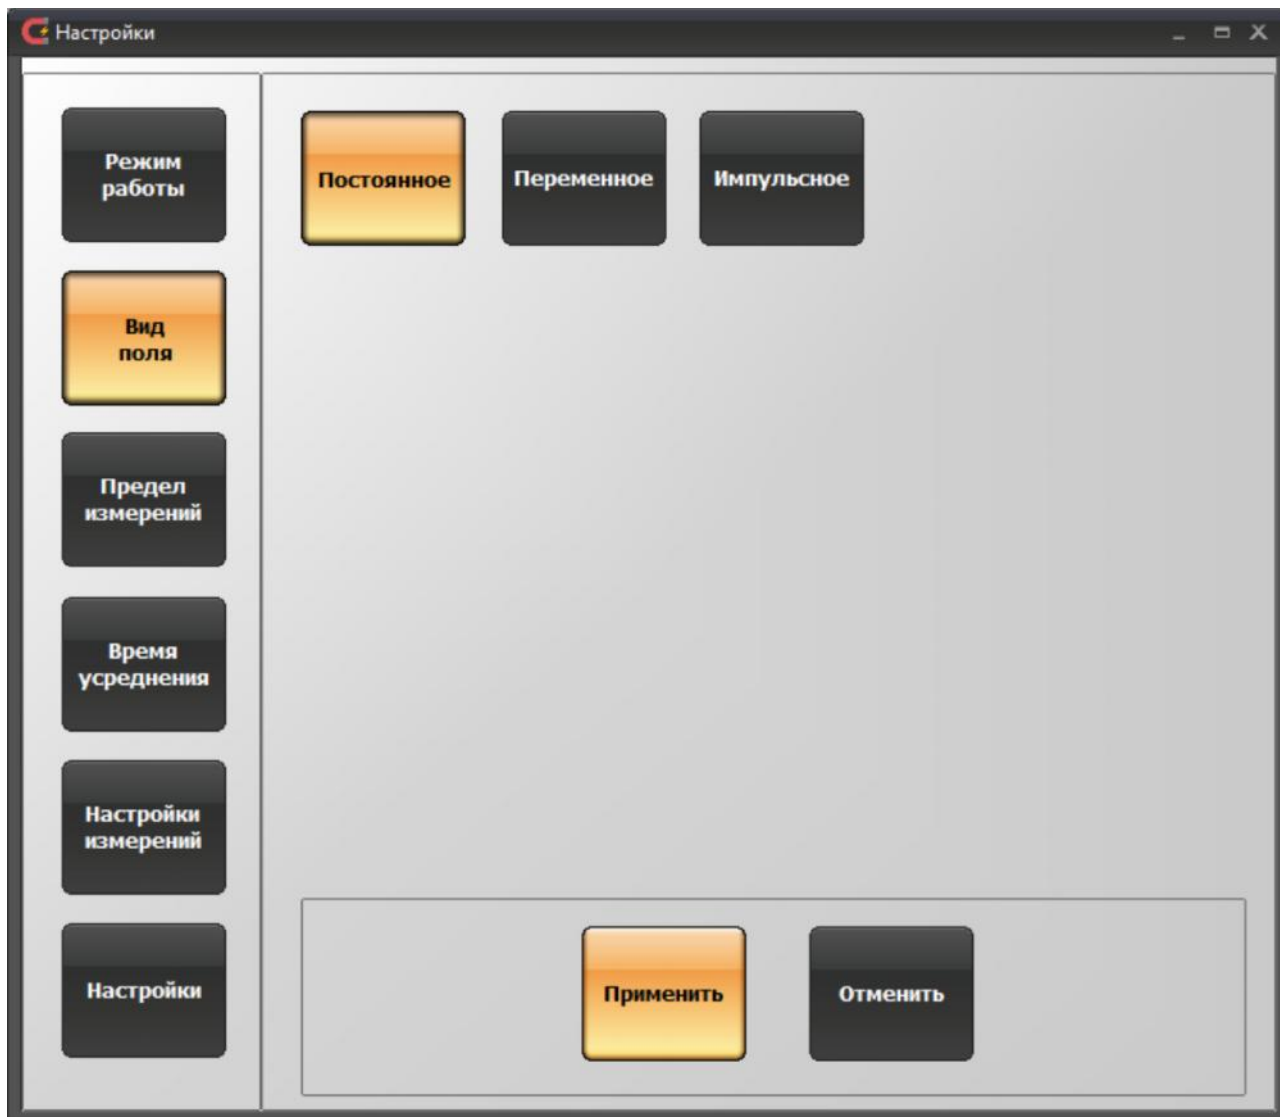 Настройки
Режим
работы
Вид
поля
Предел
измерений
Время
усреднения
Настройки
измерений
Настройки
Постоянное
Переменное
Импульсное
Применить
Отменить